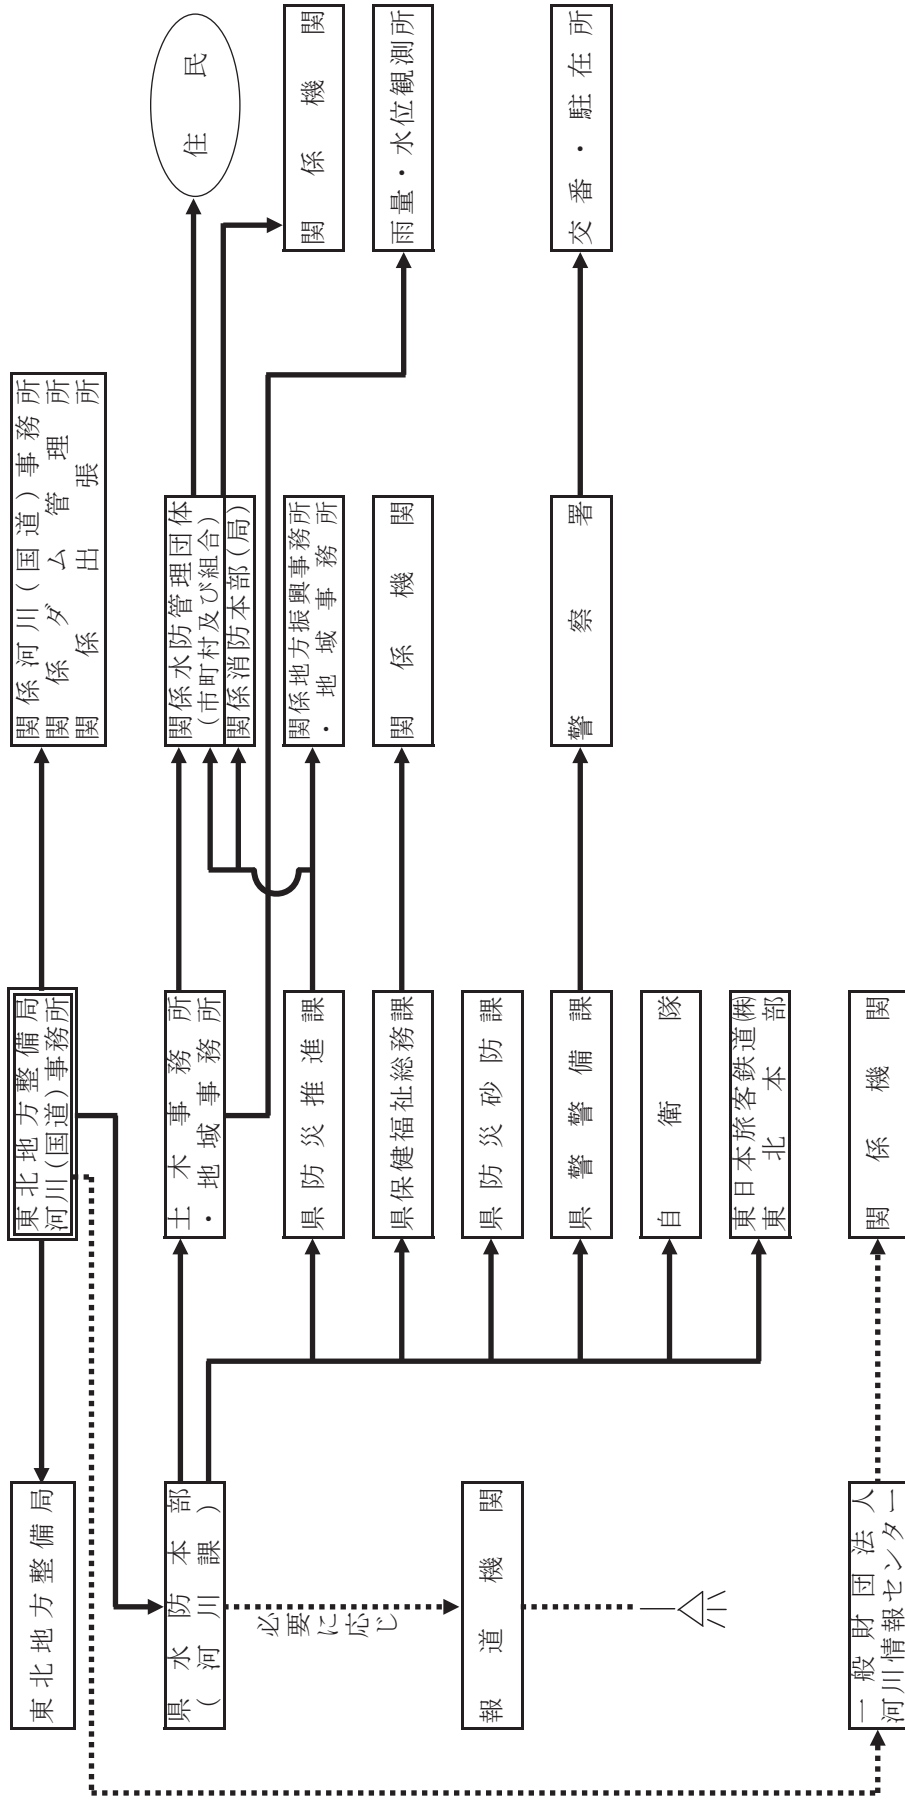 東北地方整備局
東北地方整備局
河川(国道)事務所
関係河川(国道)事務所
関係ダム管理所
関係出張所
県水防本部
(河川課)
土木事務所
・地域事務所
関係水防管理団体
(市町村及び組合)
関係消防本部(局)
住民
関係機関
必要に応じ
県防災推進課
関係地方振興事務所
・地域事務所
県保健福祉総務課
関係機関
雨量・水位観測所
報道機関
県防災砂防課
県警警備課
警察署
交番・駐在所
自衛隊
東日本旅客鉄道㈱
東北本部
一般財団法人
河川情報センター
関係機関